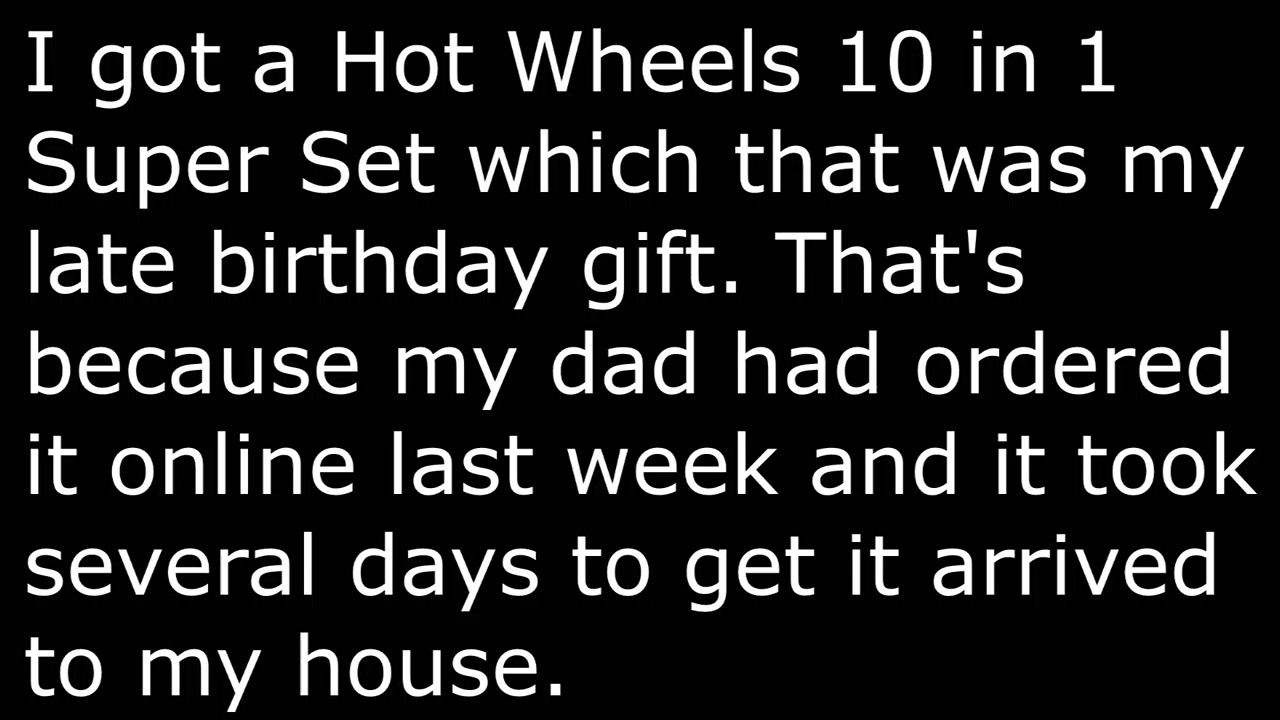 I got a Hot Wheels 10 in 1
Super Set which that was my
late birthday gift. That's
because my dad had ordered
it online last week and it took
several days to get it arrived
to my house.